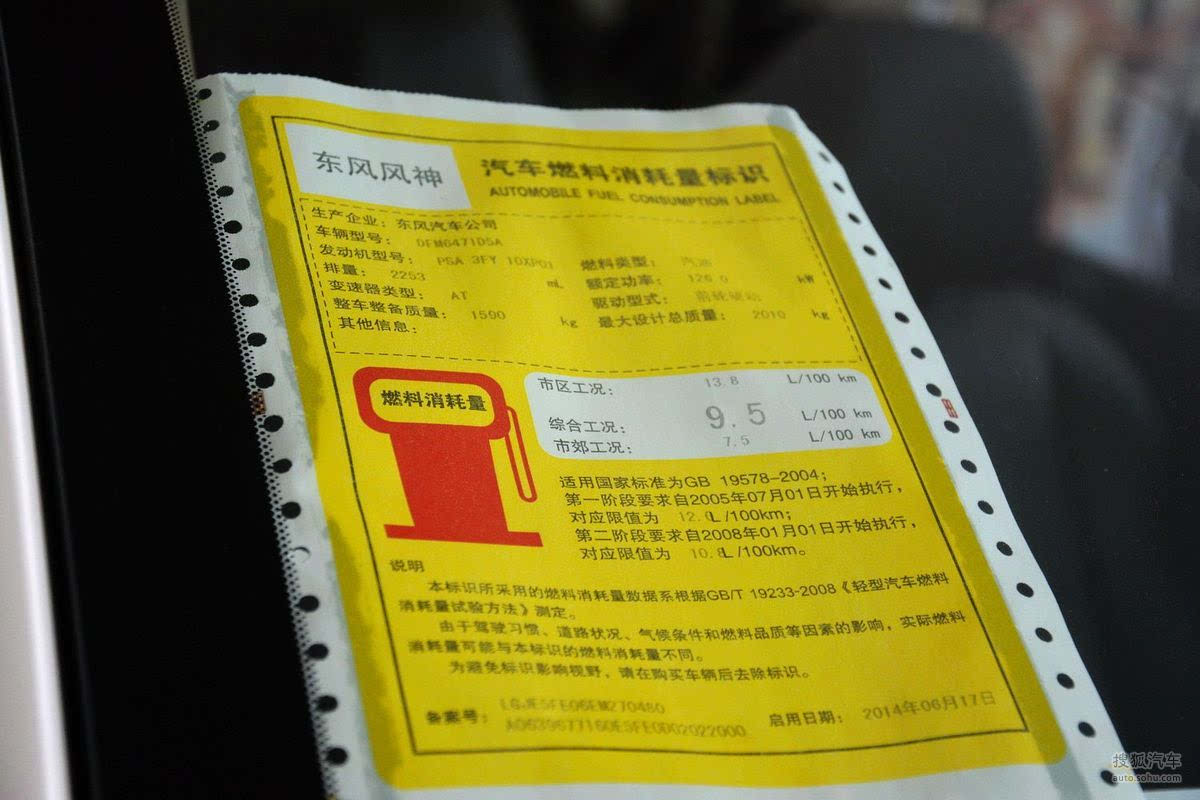 东风风神
汽车燃料消耗量标识
AUTOMOBILE FUEL CONSUMPTION LABEL
生产企业：东风汽车公司
车辆型号： DFM6471D5A
发动机型号： PSA 3FY 10XP01 燃料类型： 汽油
排量： 2253 mL 额定功率： 126.0 kW
变速器类型： AT 驱动型式： 前轮驱动
整车整备质量： 1590 kg 最大设计总质量： 2010 kg
其他信息：
燃料消耗量
市区工况： 13.8 L/100 km
综合工况： 9.5 L/100 km
市郊工况： 7.5 L/100 km
适用国家标准为GB 19578-2004；
第一阶段要求自2005年07月01日开始执行，
对应限值为 12.0L/100km；
第二阶段要求自2008年01月01日开始执行，
对应限值为 10.8L/100km。
说明
本标识所采用的燃料消耗量数据系根据GB/T 19233-2008《轻型汽车燃料
消耗量试验方法》测定。
由于驾驶习惯、道路状况、气候条件和燃料品质等因素的影响，实际燃料
消耗量可能与本标识的燃料消耗量不同。
为避免标识影响视野，请在购买车辆后去除标识。
备案号： LGJE5FE06EM270480
A0639677160E5FE0D02022000 启用日期： 2014年06月17日
搜狐汽车
auto.sohu.com